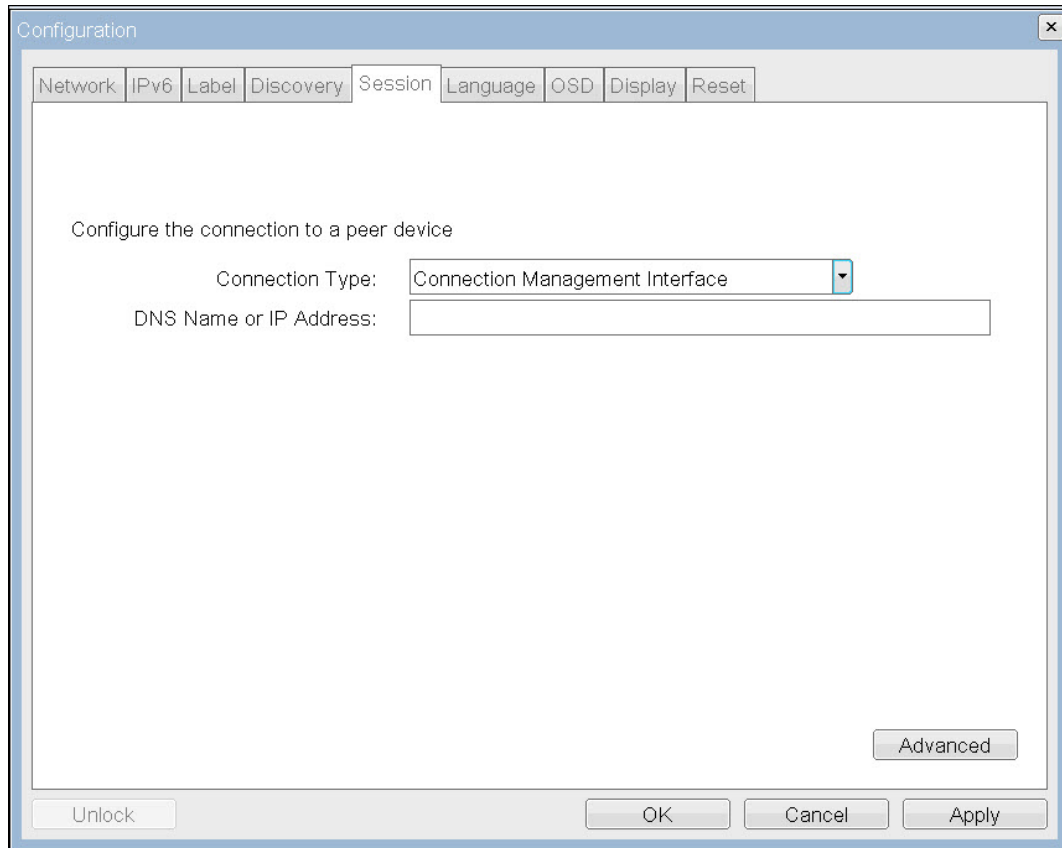 Configuration
Network IPv6 Label Discovery Session Language OSD Display Reset
Configure the connection to a peer device
Connection Type: Connection Management Interface
DNS Name or IP Address:
Advanced
Unlock OK Cancel Apply